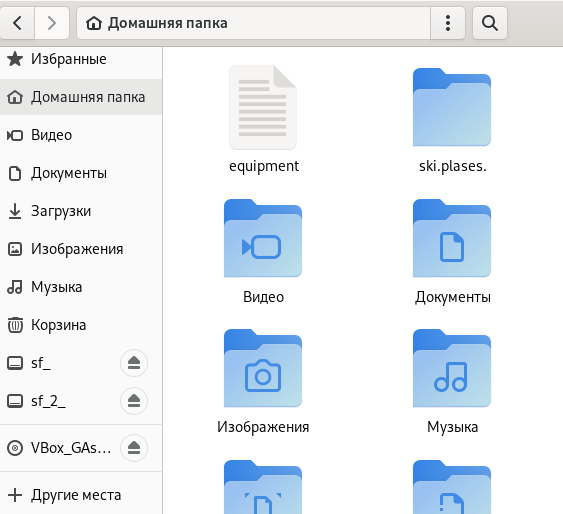 Домашняя папка
Избранные
Домашняя папка
Видео
Документы
Загрузки
Изображения
Музыка
Корзина
sf_
sf_2_
VBox_GAs...
Другие места
equipment
ski.plases.
Видео
Документы
Изображения
Музыка